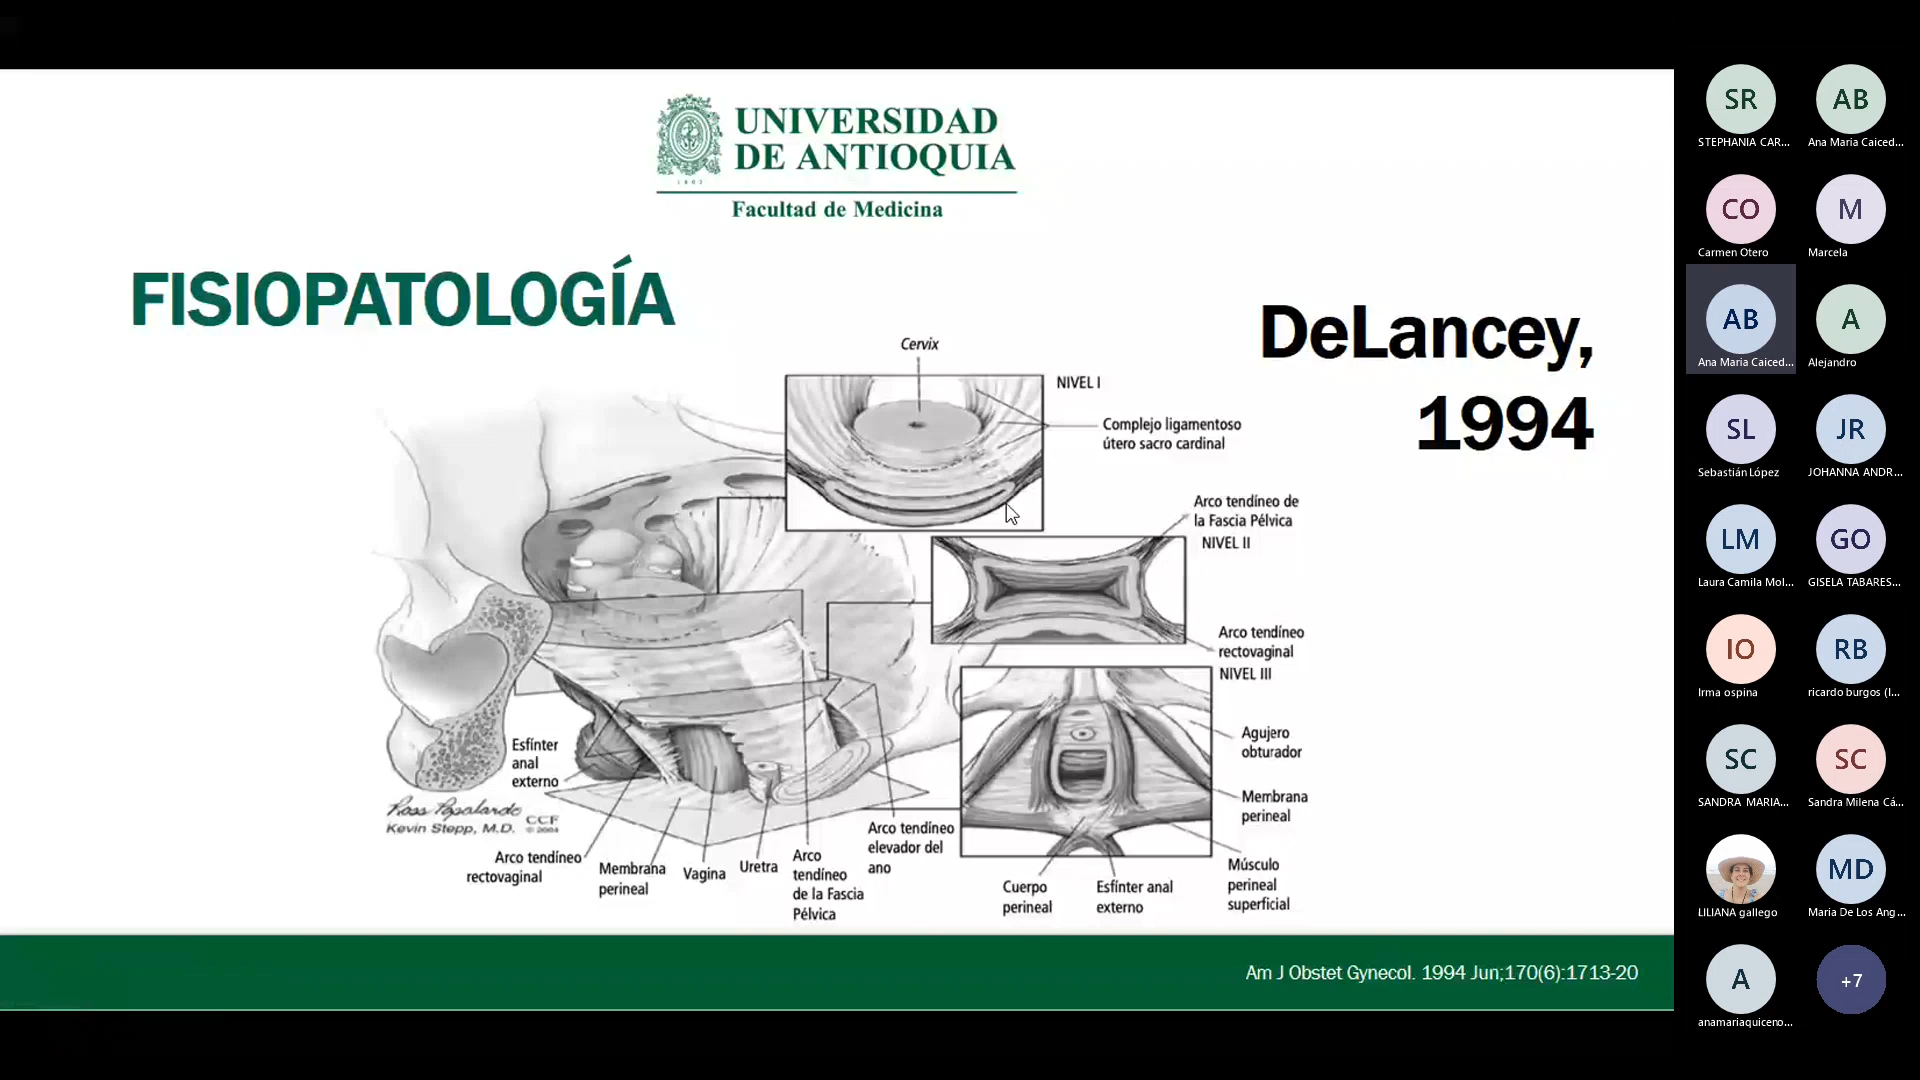 UNIVERSIDAD
DE ANTIOQUIA
1803
Facultad de Medicina
FISIOPATOLOGÍA
DeLancey,
1994
Cervix
NIVEL I
Complejo ligamentoso
útero sacro cardinal
Arco tendíneo de
la Fascia Pélvica
NIVEL II
Arco tendíneo
rectovaginal
NIVEL III
Agujero
obturador
Membrana
perineal
Músculo
perineal
superficial
Cuerpo
perineal
Esfínter anal
externo
Esfínter
anal
externo
Ross Papalardo
Kevin Stepp, M.D.
CCF
© 2004
Arco tendíneo
rectovaginal
Membrana
perineal
Vagina
Uretra
Arco
tendíneo
de la Fascia
Pélvica
Arco tendíneo
elevador del
ano
Am J Obstet Gynecol. 1994 Jun;170(6):1713-20
SR
STEPHANIA CAR...
AB
Ana Maria Caiced...
CO
Carmen Otero
M
Marcela
AB
Ana Maria Caiced...
A
Alejandro
SL
Sebastián López
JR
JOHANNA ANDR...
LM
Laura Camila Mol...
GO
GISELA TABARES...
IO
Irma ospina
RB
ricardo burgos (I...
SC
SANDRA MARIA...
SC
Sandra Milena Cá...
LILIANA gallego
MD
Maria De Los Ang...
A
anamariaquiceno...
+7